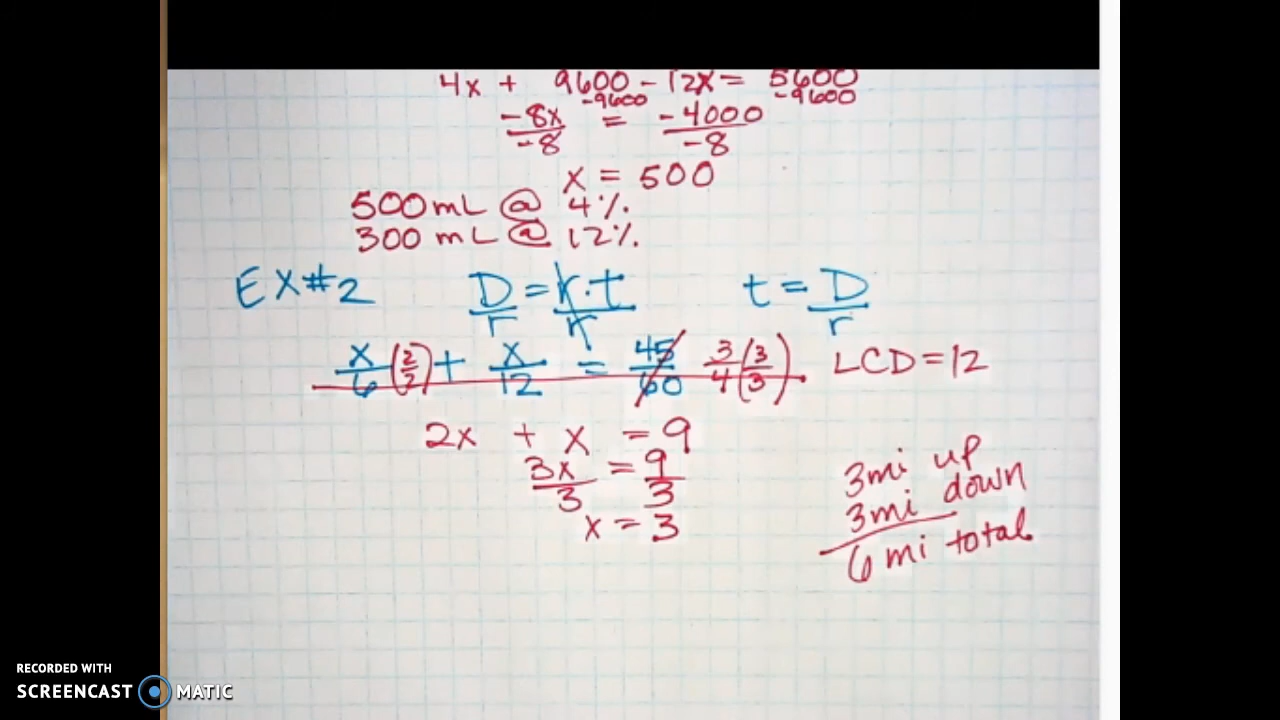 4x + 9600 - 12x = 5600
-9600 -9600
-8x = -4000
-8 -8
x = 500
500 mL @ 4%
300 mL @ 12%
EX#2 D = r·t t = D
r r r
x/6 (2/2) + x/12 = 45/60 3/4 (3/3) LCD = 12
2x + x = 9
3x = 9
3 3
x = 3
3mi up
3mi down
6 mi total
RECORDED WITH
SCREENCAST MATIC